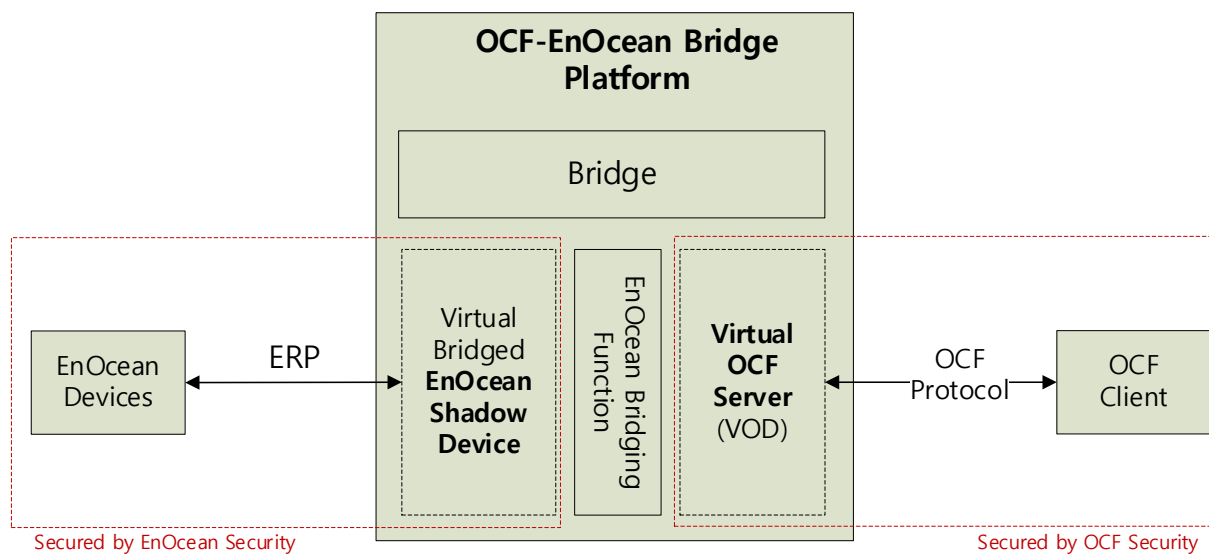 OCF-EnOcean Bridge
Platform
Bridge
EnOcean
Devices
ERP
Virtual
Bridged
EnOcean
Shadow
Device
EnOcean Bridging
Function
Virtual
OCF
Server
(VOD)
OCF
Protocol
OCF
Client
Secured by EnOcean Security
Secured by OCF Security